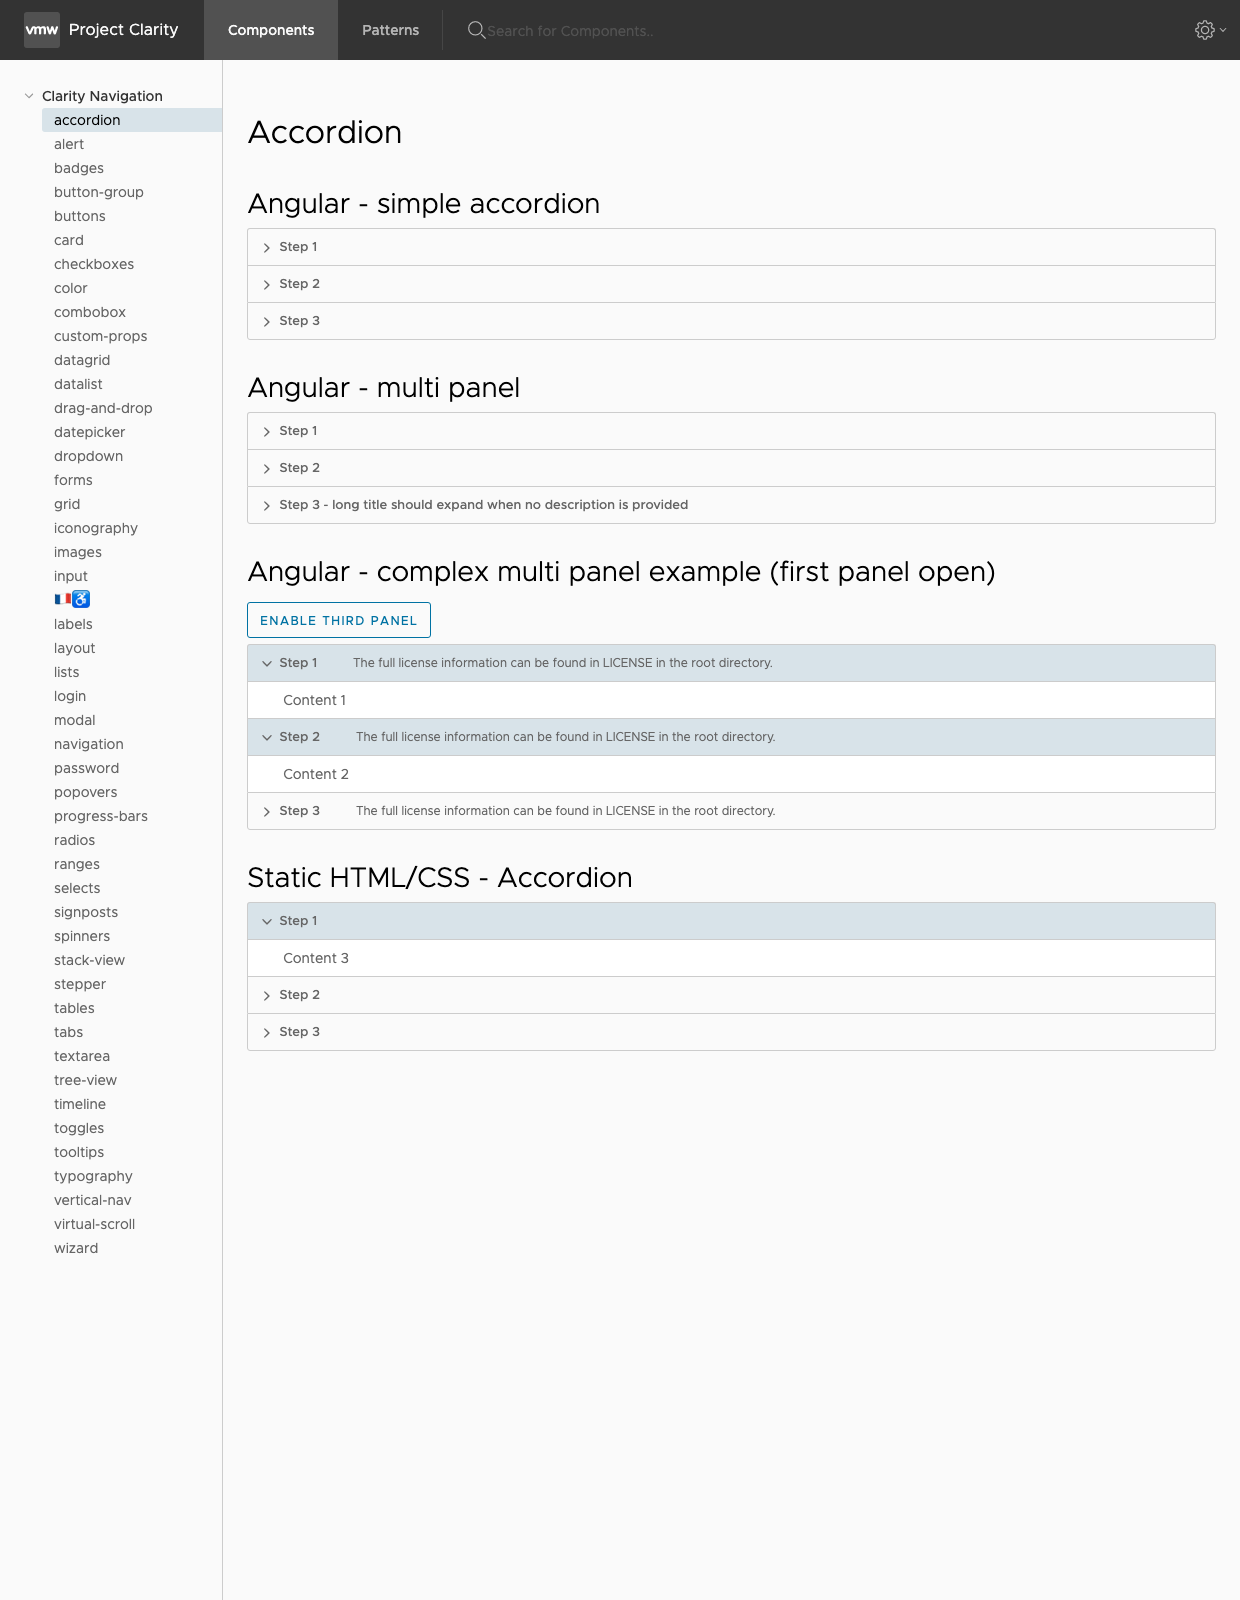 vmw Project Clarity Components Patterns Search for Components..
Clarity Navigation
accordion
alert
badges
button-group
buttons
card
checkboxes
color
combobox
custom-props
datagrid
datalist
drag-and-drop
datepicker
dropdown
forms
grid
iconography
images
input
🇫🇷♿
labels
layout
lists
login
modal
navigation
password
popovers
progress-bars
radios
ranges
selects
signposts
spinners
stack-view
stepper
tables
tabs
textarea
tree-view
timeline
toggles
tooltips
typography
vertical-nav
virtual-scroll
wizard
Accordion
Angular - simple accordion
Step 1
Step 2
Step 3
Angular - multi panel
Step 1
Step 2
Step 3 - long title should expand when no description is provided
Angular - complex multi panel example (first panel open)
ENABLE THIRD PANEL
Step 1 The full license information can be found in LICENSE in the root directory.
Content 1
Step 2 The full license information can be found in LICENSE in the root directory.
Content 2
Step 3 The full license information can be found in LICENSE in the root directory.
Static HTML/CSS - Accordion
Step 1
Content 3
Step 2
Step 3